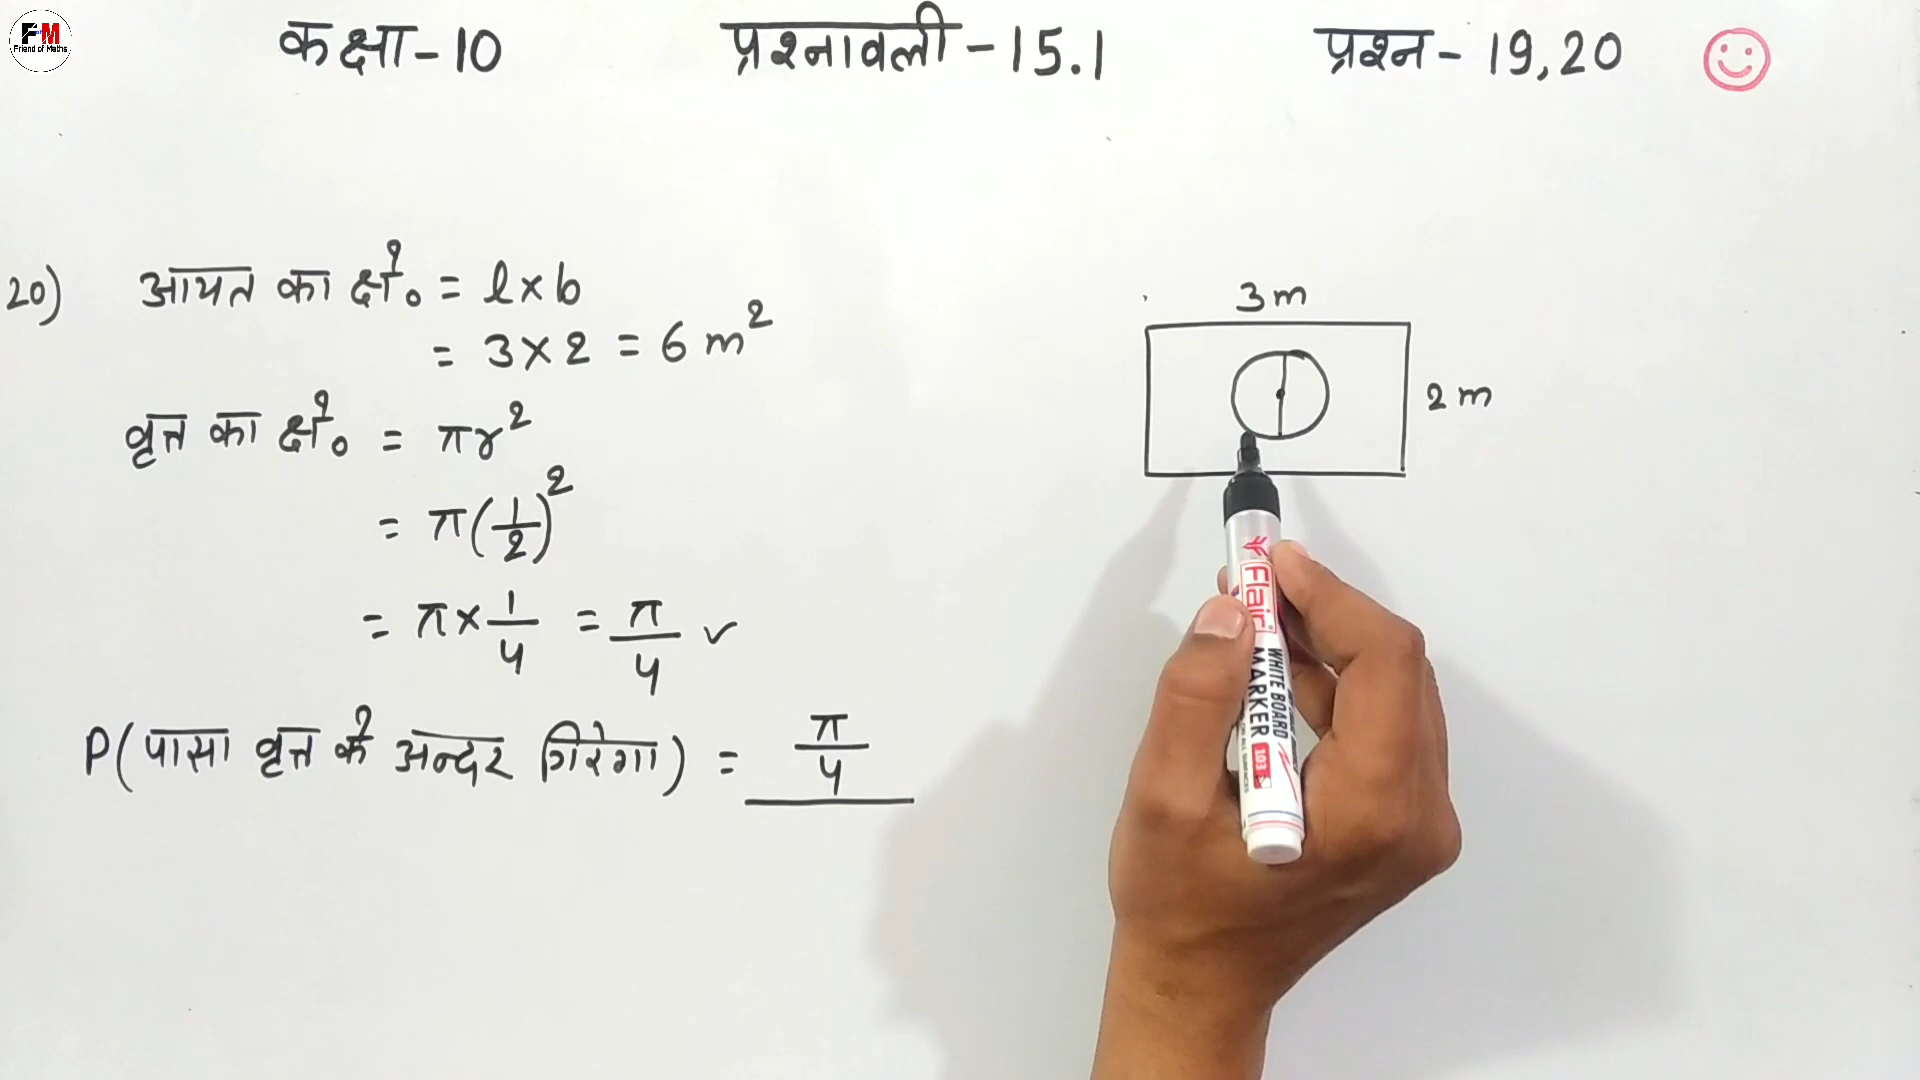 FM
Friend of Maths
कक्षा-10 प्रश्नावली-15.1 प्रश्न- 19,20
20) आयत का क्षे० = l×b
= 3×2 = 6 m²
वृत्त का क्षे० = πr²
= π(1/2)²
= π×1/4 = π/4 ✓
P(पासा वृत्त के अन्दर गिरेगा) = π/4
3m
2m
Flair
WHITE BOARD
MARKER
103